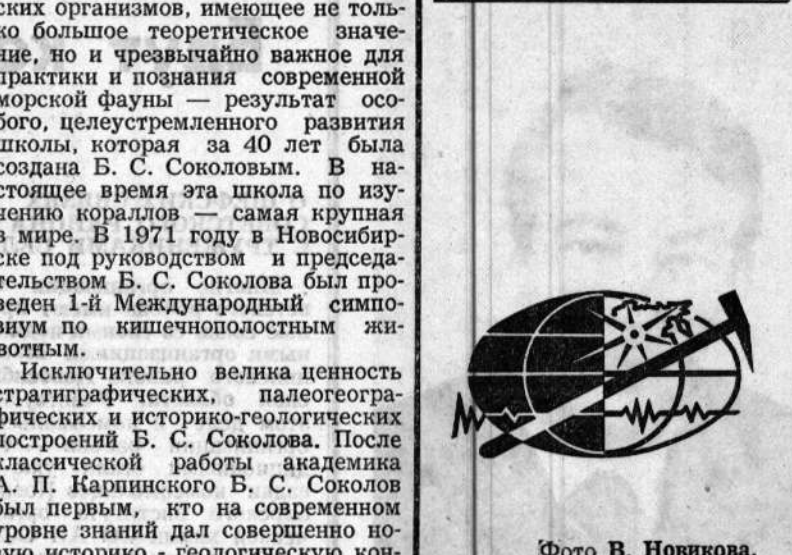 ских организмов, имеющее не толь-
ко большое теоретическое значе-
ние, но и чрезвычайно важное для
практики и познания современной
морской фауны — результат осо-
бого, целеустремленного развития
школы, которая за 40 лет была
создана Б. С. Соколовым. В на-
стоящее время эта школа по изу-
чению кораллов — самая крупная
в мире. В 1971 году в Новосибир-
ске под руководством и председа-
тельством Б. С. Соколова был про-
веден 1-й Международный симпо-
зиум по кишечнополостным жи-
вотным.
Исключительно велика ценность
стратиграфических, палеогеогра-
фических и историко-геологических
построений Б. С. Соколова. После
классической работы академика
А. П. Карпинского Б. С. Соколов
был первым, кто на современном
уровне знаний дал совершенно но-
вую историко - геологическую кон-
Фото В. Новикова.